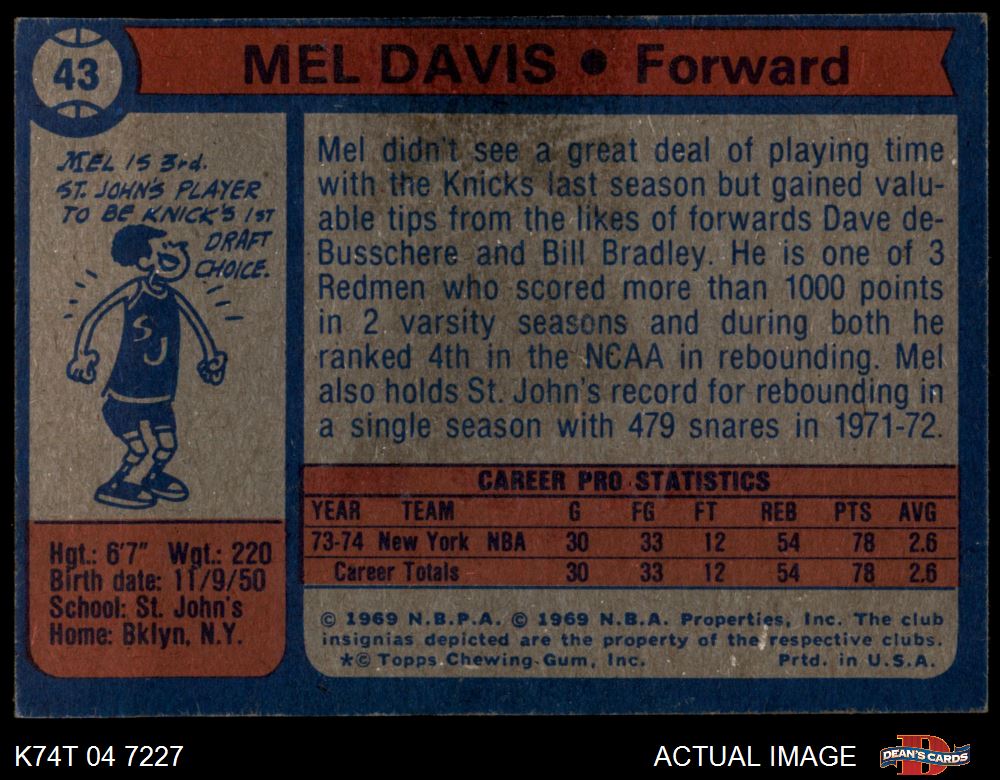 43
MEL DAVIS • Forward
MEL IS 3rd.
ST. JOHN'S PLAYER
TO BE KNICK'S 1ST
DRAFT
CHOICE.
SJ
Hgt.: 6'7" Wgt.: 220
Birth date: 11/9/50
School: St. John's
Home: Bklyn, N.Y.
Mel didn't see a great deal of playing time
with the Knicks last season but gained valu-
able tips from the likes of forwards Dave de-
Busschere and Bill Bradley. He is one of 3
Redmen who scored more than 1000 points
in 2 varsity seasons and during both he
ranked 4th in the NCAA in rebounding. Mel
also holds St. John's record for rebounding in
a single season with 479 snares in 1971-72.
CAREER PRO STATISTICS
YEAR TEAM G FG FT REB PTS AVG
73-74 New York NBA 30 33 12 54 78 2.6
Career Totals 30 33 12 54 78 2.6
© 1969 N.B.P.A. © 1969 N.B.A. Properties, Inc. The club
insignias depicted are the property of the respective clubs.
*© Topps Chewing Gum, Inc. Prtd. in U.S.A.
K74T 04 7227
ACTUAL IMAGE
DEAN'S CARDS